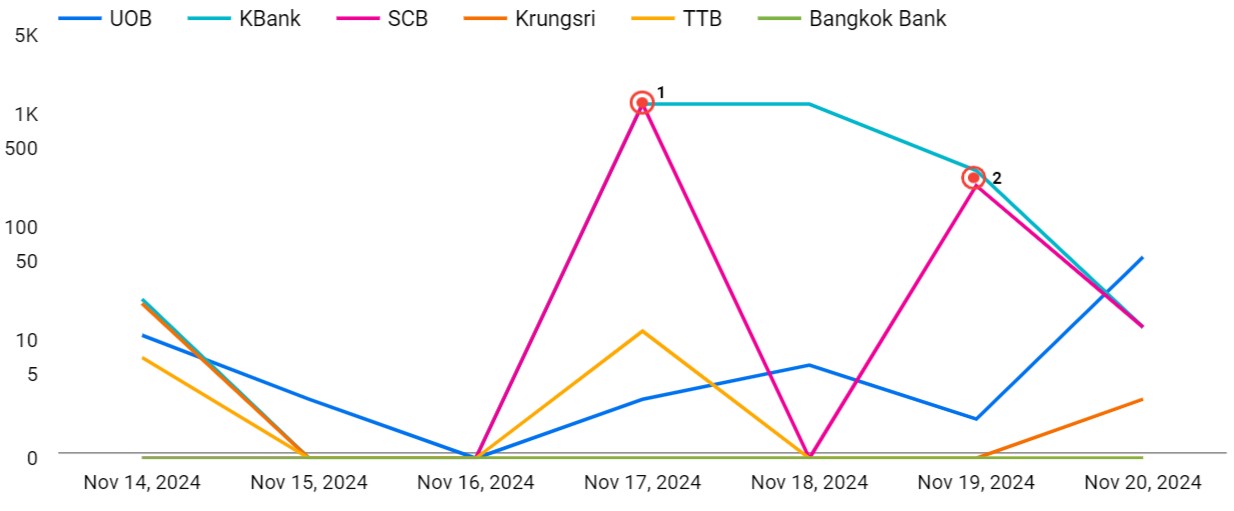 UOB KBank SCB Krungsri TTB Bangkok Bank
5K
1
1K
500
2
100
50
10
5
0
Nov 14, 2024 Nov 15, 2024 Nov 16, 2024 Nov 17, 2024 Nov 18, 2024 Nov 19, 2024 Nov 20, 2024